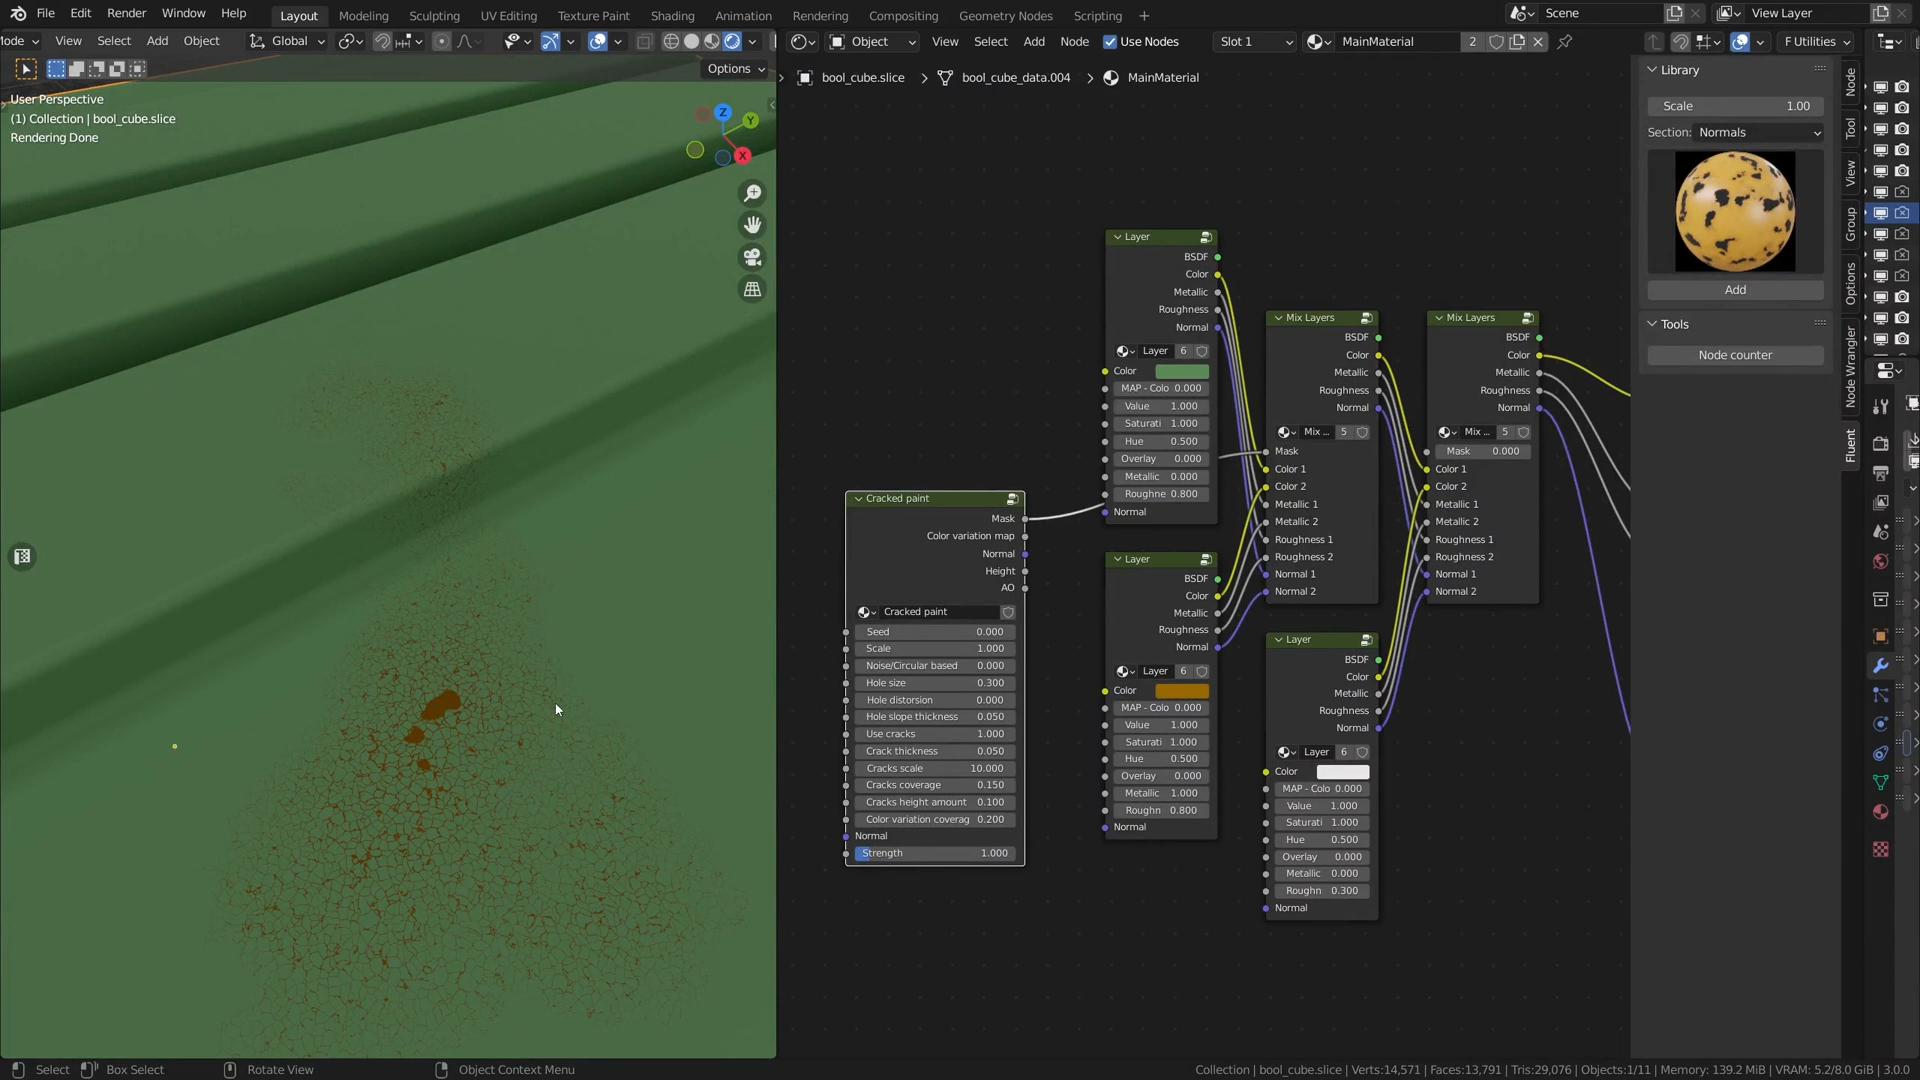 File Edit Render Window Help Layout Modeling Sculpting UV Editing Texture Paint Shading Animation Rendering Compositing Geometry Nodes Scripting + Scene View Layer
ode View Select Add Object Global Object View Select Add Node Use Nodes Slot 1 MainMaterial 2 F Utilities
Options
bool_cube.slice > bool_cube_data.004 > MainMaterial
User Perspective
(1) Collection | bool_cube.slice
Rendering Done
Z
Y
X
Layer
BSDF
Color
Metallic
Roughness
Normal
Layer 6
Color
MAP - Colo 0.000
Value 1.000
Saturati 1.000
Hue 0.500
Overlay 0.000
Metallic 0.000
Roughne 0.800
Normal
Mix Layers
BSDF
Color
Metallic
Roughness
Normal
Mix ... 5
Mask
Color 1
Color 2
Metallic 1
Metallic 2
Roughness 1
Roughness 2
Normal 1
Normal 2
Mix Layers
BSDF
Color
Metallic
Roughness
Normal
Mix ... 5
Mask 0.000
Color 1
Color 2
Metallic 1
Metallic 2
Roughness 1
Roughness 2
Normal 1
Normal 2
Cracked paint
Mask
Color variation map
Normal
Height
AO
Cracked paint
Seed 0.000
Scale 1.000
Noise/Circular based 0.000
Hole size 0.300
Hole distorsion 0.000
Hole slope thickness 0.050
Use cracks 1.000
Crack thickness 0.050
Cracks scale 10.000
Cracks coverage 0.150
Cracks height amount 0.100
Color variation coverag 0.200
Normal
Strength 1.000
Layer
BSDF
Color
Metallic
Roughness
Normal
Layer 6
Color
MAP - Colo 0.000
Value 1.000
Saturati 1.000
Hue 0.500
Overlay 0.000
Metallic 1.000
Roughn 0.800
Normal
Layer
BSDF
Color
Metallic
Roughness
Normal
Layer 6
Color
MAP - Colo 0.000
Value 1.000
Saturati 1.000
Hue 0.500
Overlay 0.000
Metallic 0.000
Roughn 0.300
Normal
Library
Scale 1.00
Section: Normals
Add
Tools
Node counter
Node
Tool
View
Group
Options
Node Wrangler
Fluent
Select Box Select Rotate View Object Context Menu Collection | bool_cube.slice | Verts:14,571 | Faces:13,791 | Tris:29,076 | Objects:1/11 | Memory: 139.2 MiB | VRAM: 5.2/8.0 GiB | 3.0.0